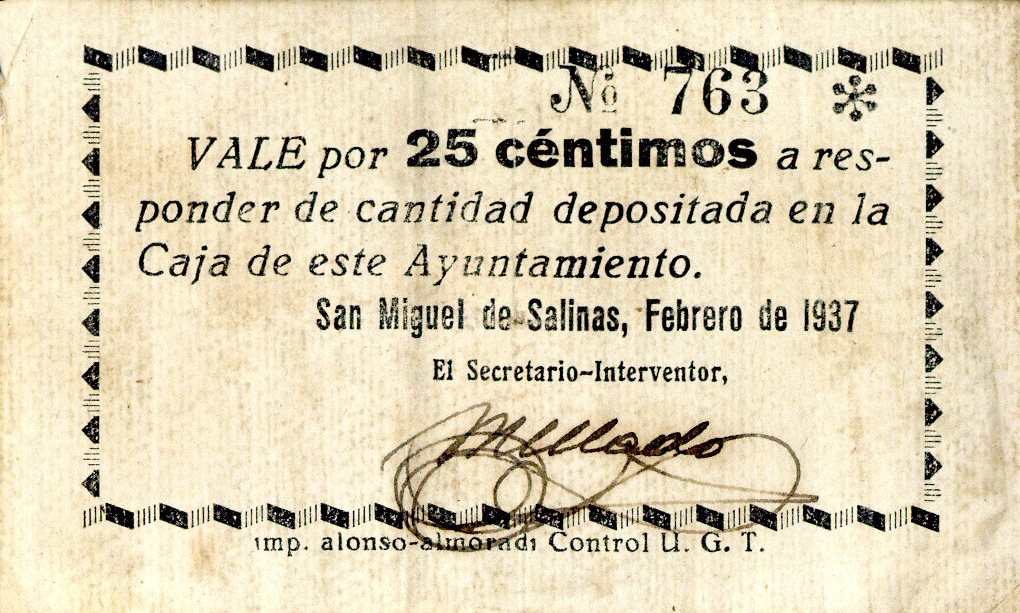 Nº 763 *
VALE por 25 céntimos a res-
ponder de cantidad depositada en la
Caja de este Ayuntamiento.
San Miguel de Salinas, Febrero de 1937
El Secretario-Interventor,
imp. alonso-almoradi Control U. G. T.